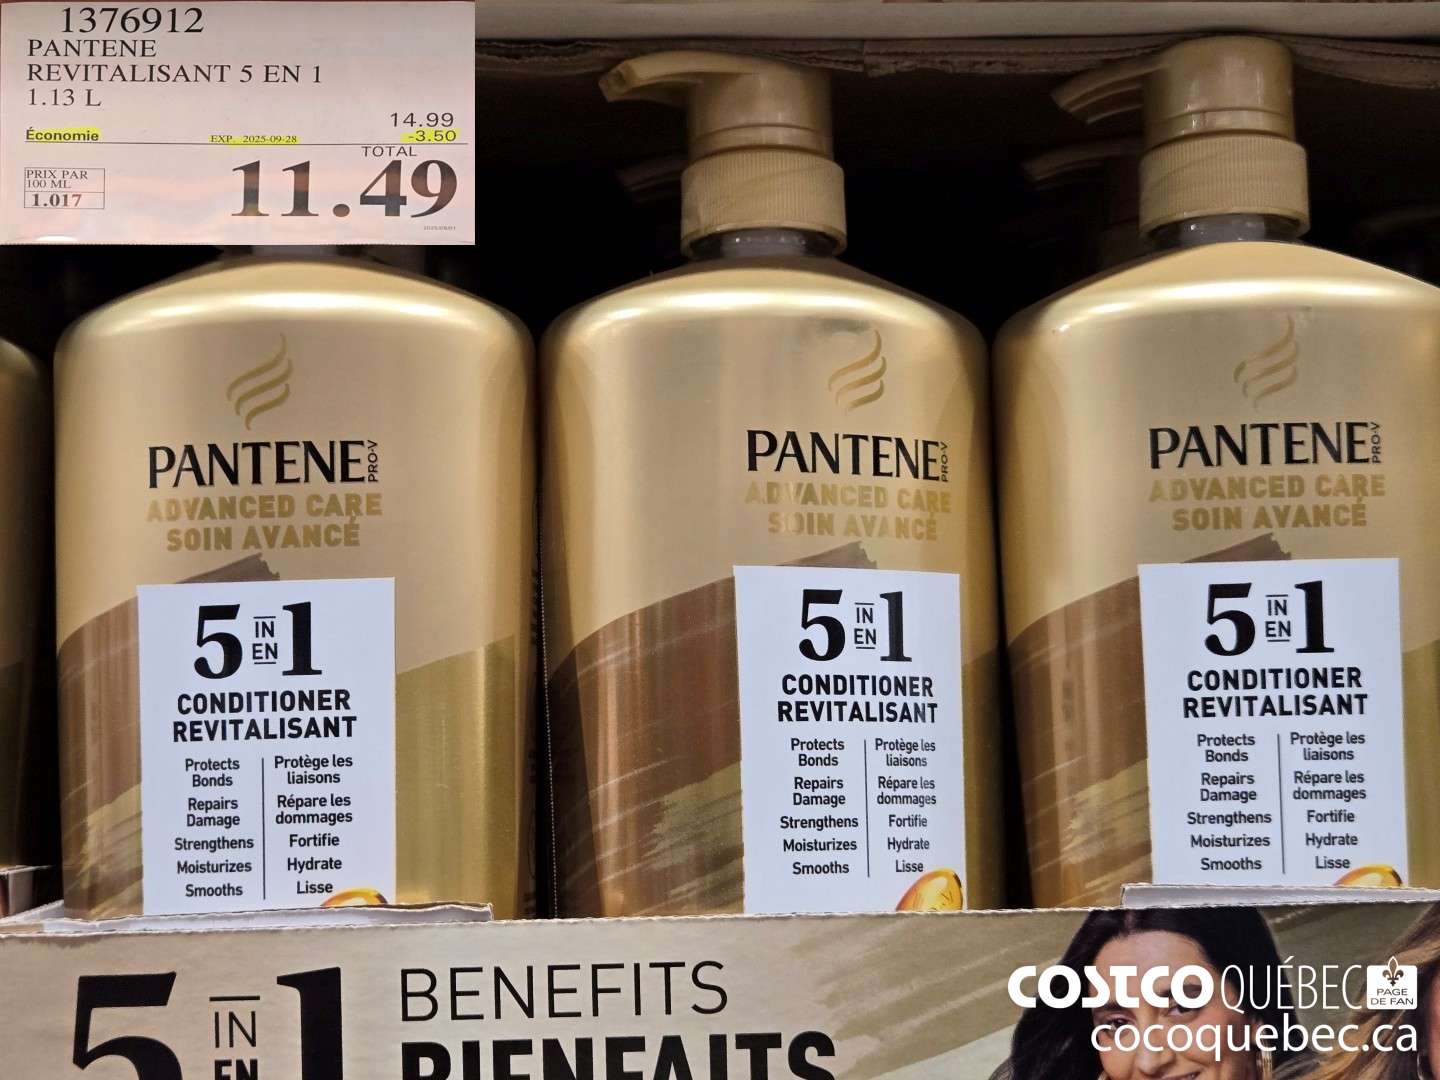 1376912
PANTENE
REVITALISANT 5 EN 1
1.13 L
14.99
Économie EXP. 2025-09-28 -3.50
TOTAL
PRIX PAR
100 ML
1.017
11.49
PANTENE PRO-V
ADVANCED CARE
SOIN AVANCÉ
5 IN EN 1
CONDITIONER
REVITALISANT
Protects Bonds Protège les liaisons
Repairs Damage Répare les dommages
Strengthens Fortifie
Moisturizes Hydrate
Smooths Lisse
PANTENE PRO-V
ADVANCED CARE
SOIN AVANCÉ
5 IN EN 1
CONDITIONER
REVITALISANT
Protects Bonds Protège les liaisons
Repairs Damage Répare les dommages
Strengthens Fortifie
Moisturizes Hydrate
Smooths Lisse
PANTENE PRO-V
ADVANCED CARE
SOIN AVANCÉ
5 IN EN 1
CONDITIONER
REVITALISANT
Protects Bonds Protège les liaisons
Repairs Damage Répare les dommages
Strengthens Fortifie
Moisturizes Hydrate
Smooths Lisse
5 IN EN 1 BENEFITS
BIENFAITS
COSTCO QUÉBEC PAGE DE FAN
cocoquebec.ca